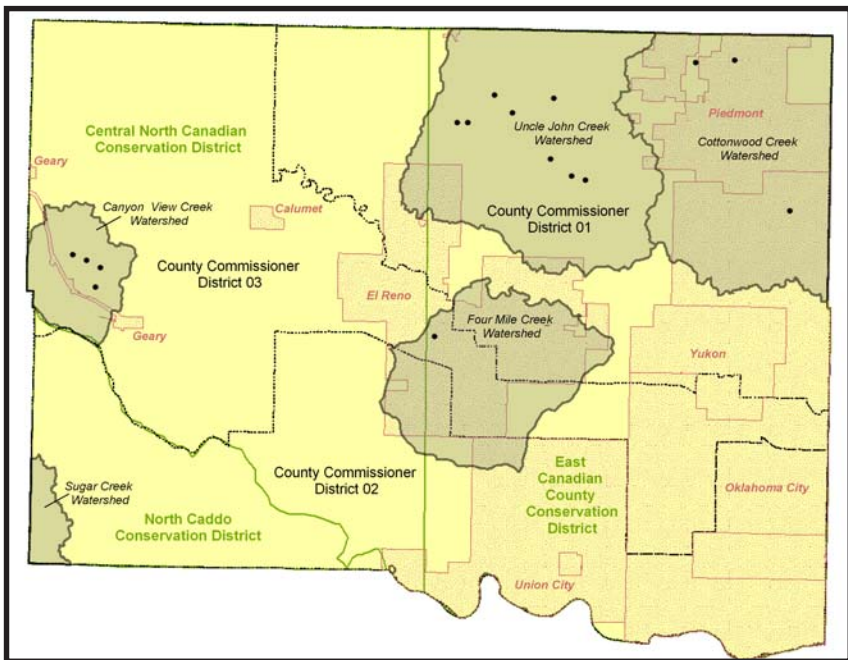 Central North Canadian
Conservation District
Geary
Canyon View Creek
Watershed
Calumet
County Commissioner
District 03
El Reno
Geary
Uncle John Creek
Watershed
Piedmont
Cottonwood Creek
Watershed
County Commissioner
District 01
Four Mile Creek
Watershed
Yukon
County Commissioner
District 02
Sugar Creek
Watershed
North Caddo
Conservation District
East
Canadian
County
Conservation
District
Oklahoma City
Union City